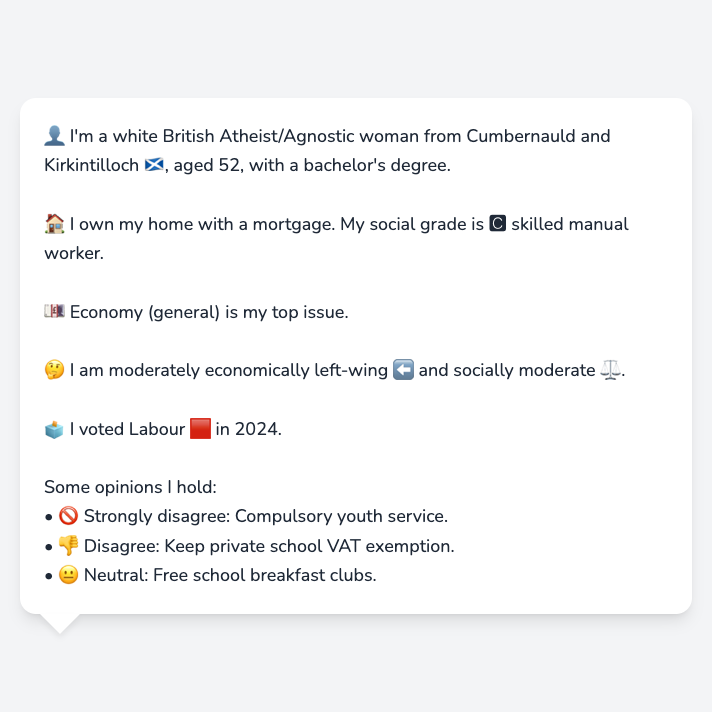 👤 I'm a white British Atheist/Agnostic woman from Cumbernauld and
Kirkintilloch 🏴󠁧󠁢󠁳󠁣󠁴󠁿, aged 52, with a bachelor's degree.
🏠 I own my home with a mortgage. My social grade is 🅲 skilled manual
worker.
💷 Economy (general) is my top issue.
🤔 I am moderately economically left-wing ⬅️ and socially moderate ⚖️.
🗳️ I voted Labour 🟥 in 2024.
Some opinions I hold:
• 🚫 Strongly disagree: Compulsory youth service.
• 👎 Disagree: Keep private school VAT exemption.
• 😐 Neutral: Free school breakfast clubs.